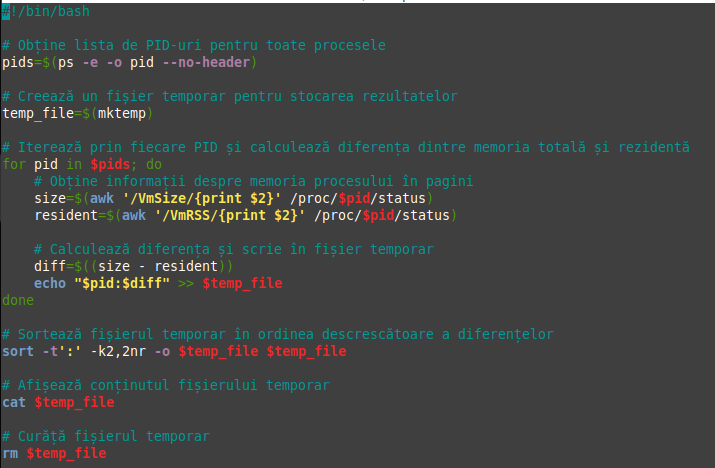 #!/bin/bash
# Obține lista de PID-uri pentru toate procesele
pids=$(ps -e -o pid --no-header)
# Creează un fișier temporar pentru stocarea rezultatelor
temp_file=$(mktemp)
# Iterează prin fiecare PID și calculează diferența dintre memoria totală și rezidentă
for pid in $pids; do
    # Obține informații despre memoria procesului în pagini
    size=$(awk '/VmSize/{print $2}' /proc/$pid/status)
    resident=$(awk '/VmRSS/{print $2}' /proc/$pid/status)
    # Calculează diferența și scrie în fișier temporar
    diff=$((size - resident))
    echo "$pid:$diff" >> $temp_file
done
# Sortează fișierul temporar în ordinea descrescătoare a diferențelor
sort -t':' -k2,2nr -o $temp_file $temp_file
# Afișează conținutul fișierului temporar
cat $temp_file
# Curăță fișierul temporar
rm $temp_file